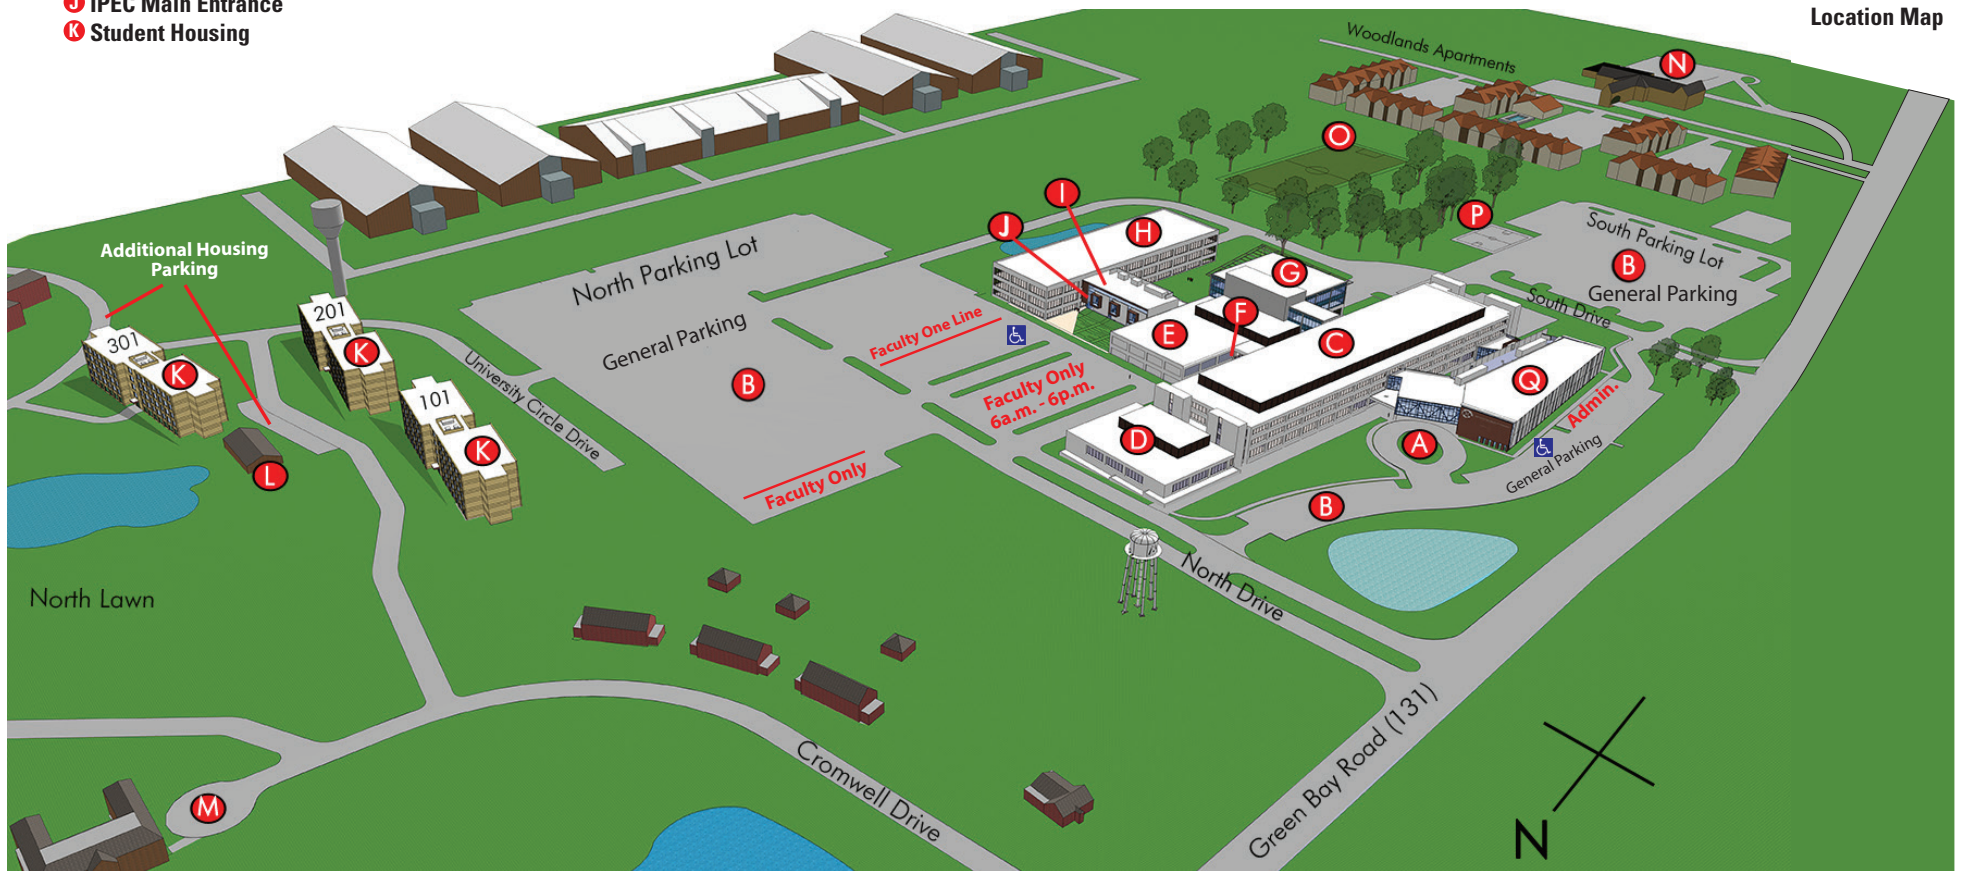 J IPEC Main Entrance
K Student Housing
Location Map
Woodlands Apartments
N
O
I
P
J
H
South Parking Lot
B
General Parking
G
South Drive
F
E
C
Additional Housing
Parking
North Parking Lot
General Parking
B
Faculty One Line
Faculty Only
6a.m. - 6p.m.
Faculty Only
201
301
K
K
101
K
University Circle Drive
L
D
Q
Admin.
A
General Parking
B
North Lawn
North Drive
M
Cromwell Drive
Green Bay Road (131)
N